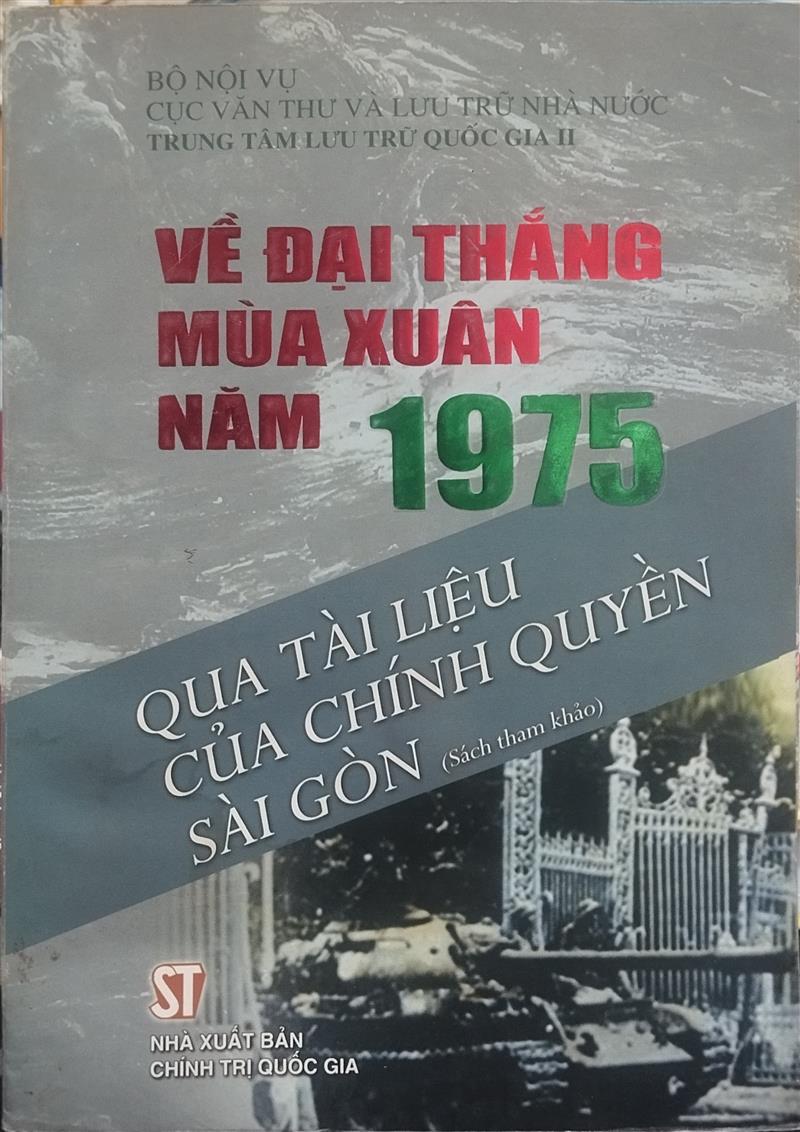 BỘ NỘI VỤ
CỤC VĂN THƯ VÀ LƯU TRỮ NHÀ NƯỚC
TRUNG TÂM LƯU TRỮ QUỐC GIA II
VỀ ĐẠI THẮNG
MÙA XUÂN
NĂM 1975
QUA TÀI LIỆU
CỦA CHÍNH QUYỀN
SÀI GÒN (Sách tham khảo)
ST
NHÀ XUẤT BẢN
CHÍNH TRỊ QUỐC GIA